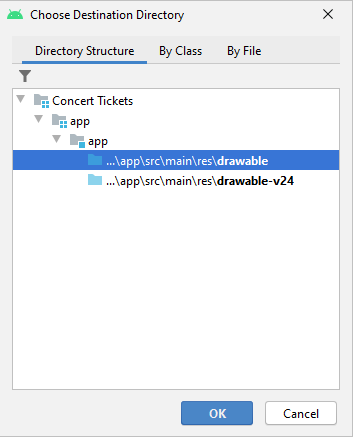 Choose Destination Directory
Directory Structure By Class By File
Concert Tickets
app
app
...\app\src\main\res\drawable
...\app\src\main\res\drawable-v24
OK Cancel